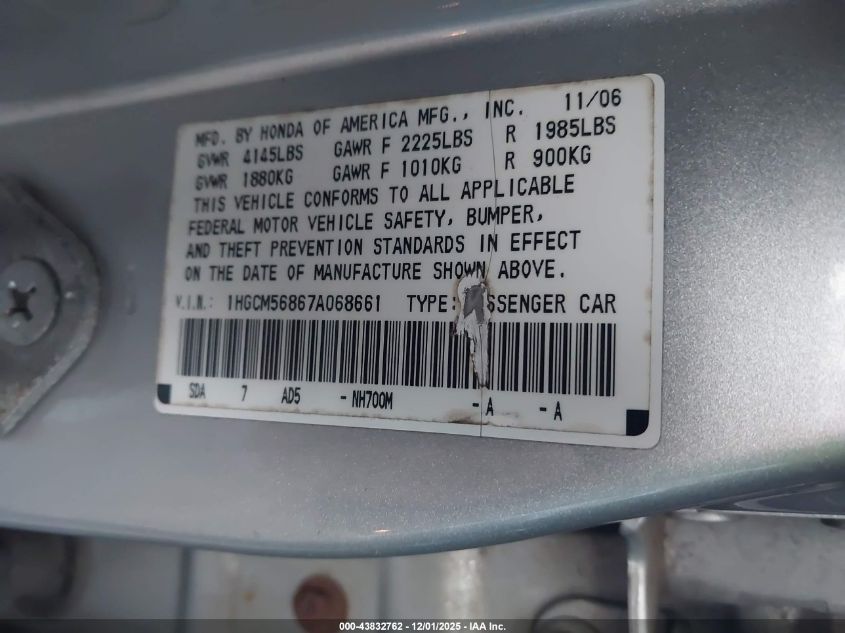 MFD. BY HONDA OF AMERICA MFG., INC. 11/06
GVWR 4145LBS GAWR F 2225LBS R 1985LBS
GVWR 1880KG GAWR F 1010KG R 900KG
THIS VEHICLE CONFORMS TO ALL APPLICABLE
FEDERAL MOTOR VEHICLE SAFETY, BUMPER,
AND THEFT PREVENTION STANDARDS IN EFFECT
ON THE DATE OF MANUFACTURE SHOWN ABOVE.
V.I.N.: 1HGCM56867A068661 TYPE: SSENGER CAR
SDA 7 AD5 - NH700M - A - A
000-43832762 - 12/01/2025 - IAA Inc.